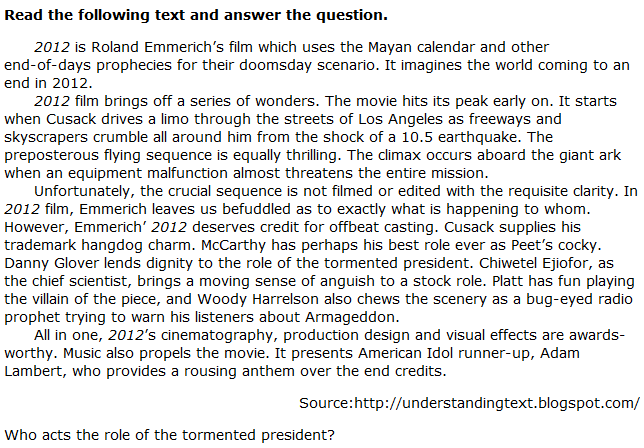 Read the following text and answer the question.
2012 is Roland Emmerich's film which uses the Mayan calendar and other
end-of-days prophecies for their doomsday scenario. It imagines the world coming to an
end in 2012.
2012 film brings off a series of wonders. The movie hits its peak early on. It starts
when Cusack drives a limo through the streets of Los Angeles as freeways and
skyscrapers crumble all around him from the shock of a 10.5 earthquake. The
preposterous flying sequence is equally thrilling. The climax occurs aboard the giant ark
when an equipment malfunction almost threatens the entire mission.
Unfortunately, the crucial sequence is not filmed or edited with the requisite clarity. In
2012 film, Emmerich leaves us befuddled as to exactly what is happening to whom.
However, Emmerich' 2012 deserves credit for offbeat casting. Cusack supplies his
trademark hangdog charm. McCarthy has perhaps his best role ever as Peet's cocky.
Danny Glover lends dignity to the role of the tormented president. Chiwetel Ejiofor, as
the chief scientist, brings a moving sense of anguish to a stock role. Platt has fun playing
the villain of the piece, and Woody Harrelson also chews the scenery as a bug-eyed radio
prophet trying to warn his listeners about Armageddon.
All in one, 2012's cinematography, production design and visual effects are awards-
worthy. Music also propels the movie. It presents American Idol runner-up, Adam
Lambert, who provides a rousing anthem over the end credits.
Source:http://understandingtext.blogspot.com/
Who acts the role of the tormented president?